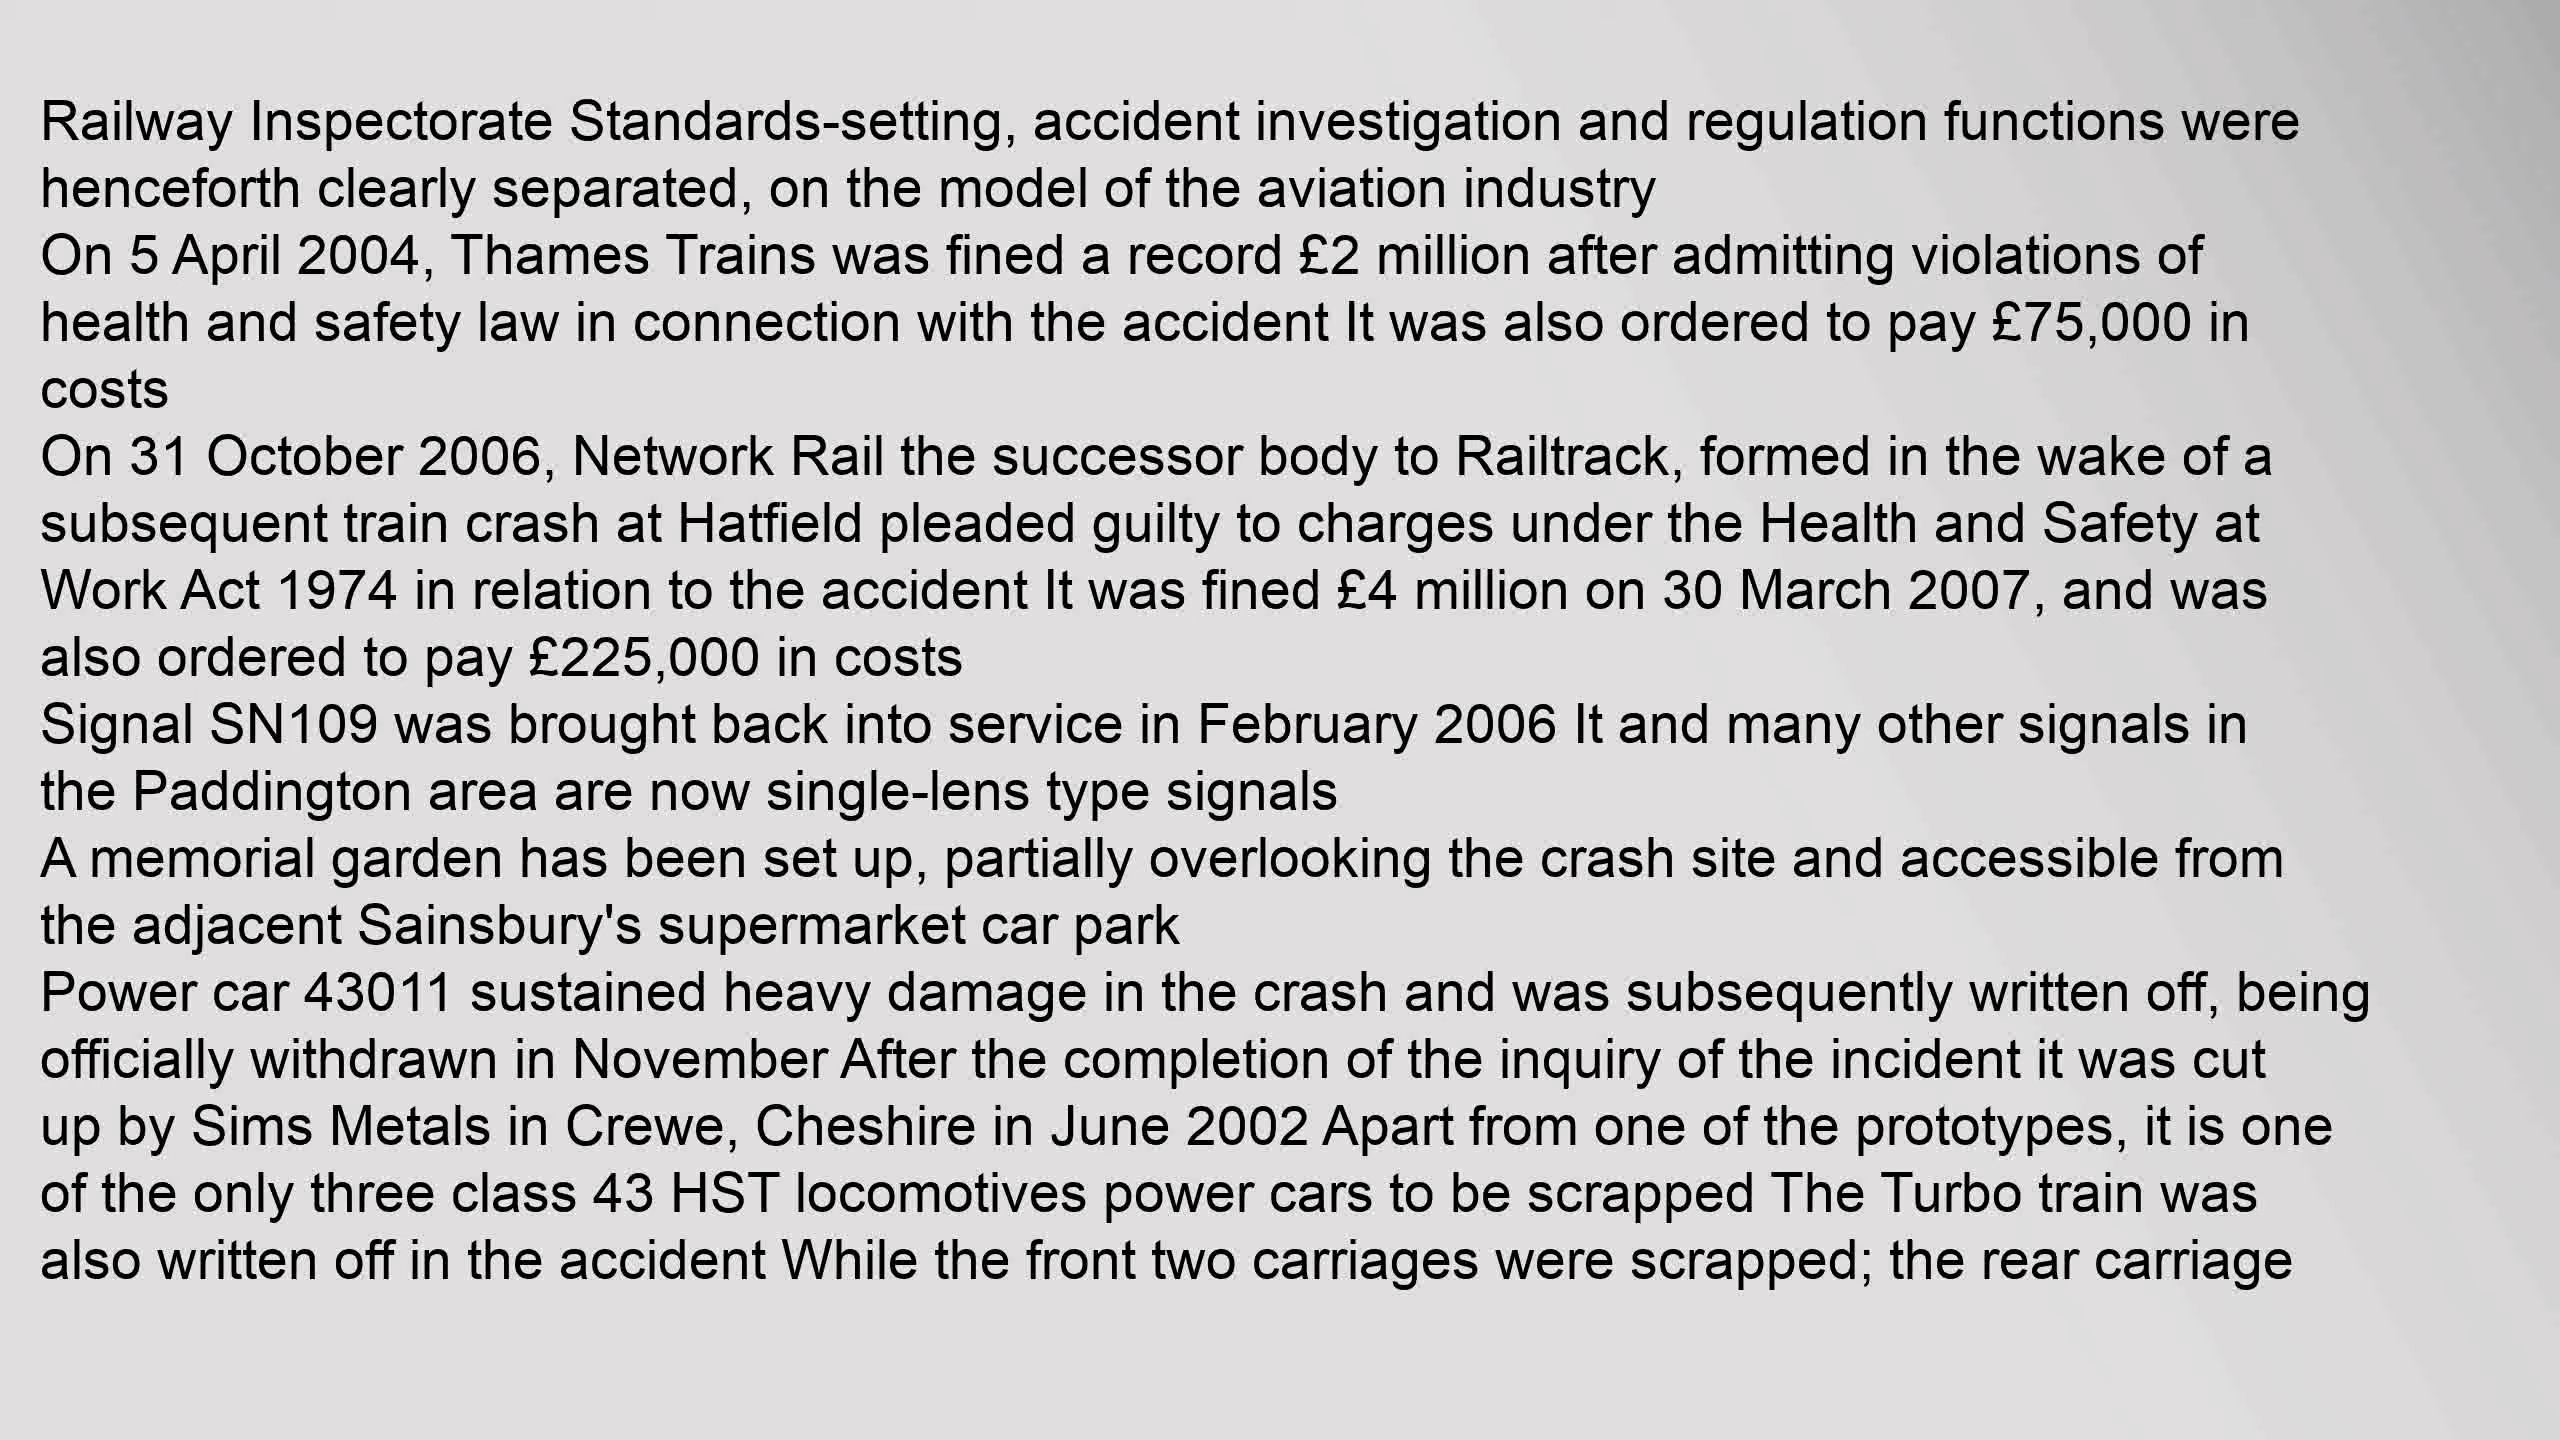 Railway Inspectorate Standards-setting, accident investigation and regulation functions were
henceforth clearly separated, on the model of the aviation industry
On 5 April 2004, Thames Trains was fined a record £2 million after admitting violations of
health and safety law in connection with the accident It was also ordered to pay £75,000 in
costs
On 31 October 2006, Network Rail the successor body to Railtrack, formed in the wake of a
subsequent train crash at Hatfield pleaded guilty to charges under the Health and Safety at
Work Act 1974 in relation to the accident It was fined £4 million on 30 March 2007, and was
also ordered to pay £225,000 in costs
Signal SN109 was brought back into service in February 2006 It and many other signals in
the Paddington area are now single-lens type signals
A memorial garden has been set up, partially overlooking the crash site and accessible from
the adjacent Sainsbury's supermarket car park
Power car 43011 sustained heavy damage in the crash and was subsequently written off, being
officially withdrawn in November After the completion of the inquiry of the incident it was cut
up by Sims Metals in Crewe, Cheshire in June 2002 Apart from one of the prototypes, it is one
of the only three class 43 HST locomotives power cars to be scrapped The Turbo train was
also written off in the accident While the front two carriages were scrapped; the rear carriage